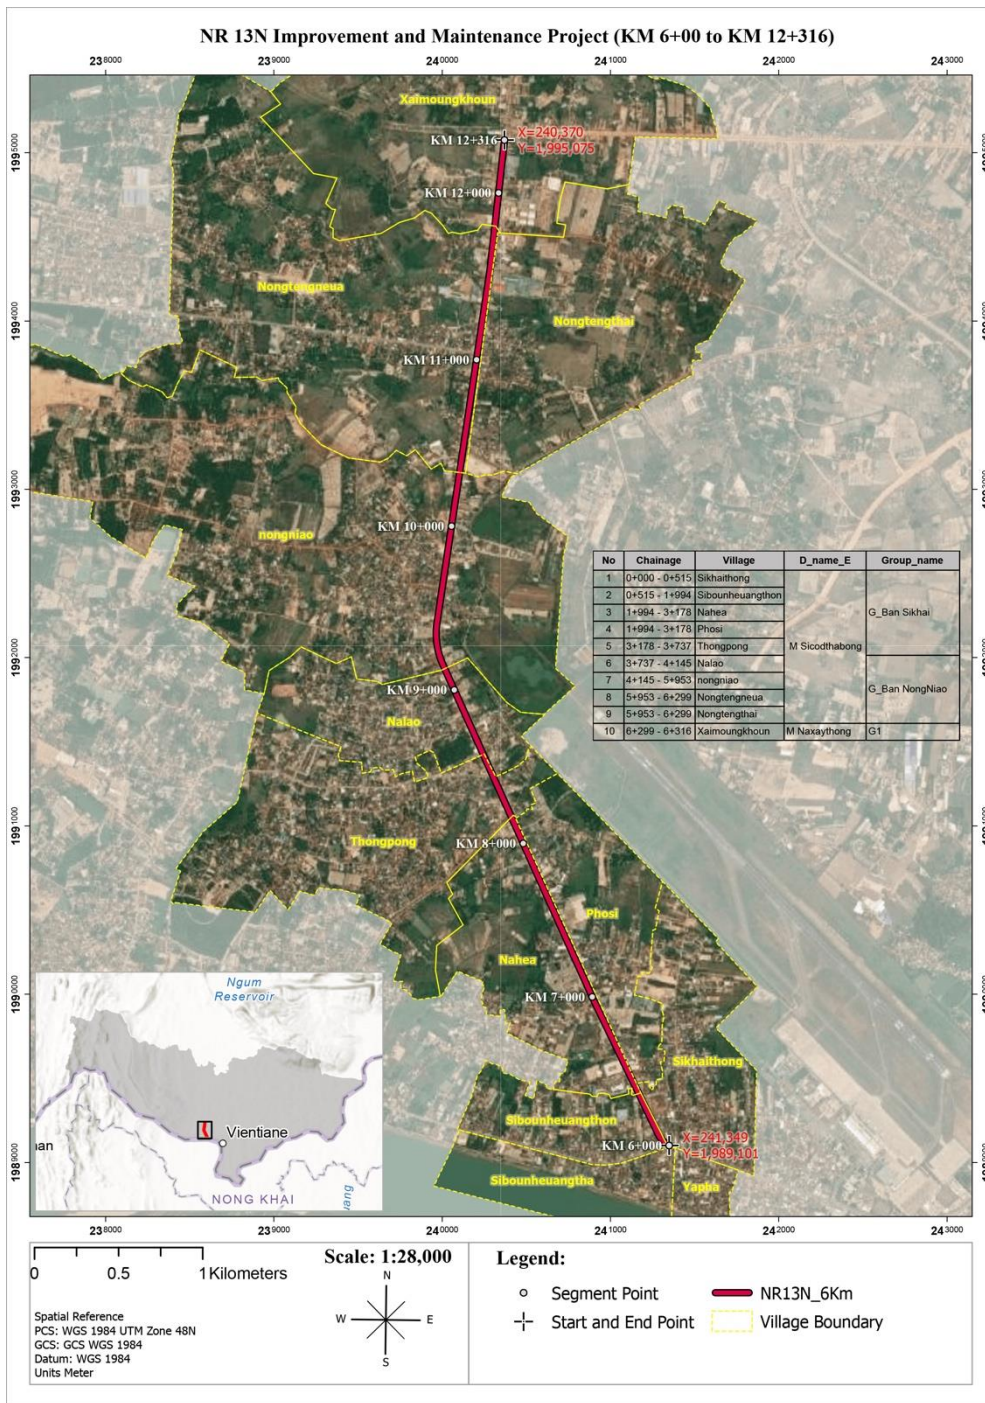 NR 13N Improvement and Maintenance Project (KM 6+00 to KM 12+316)
238000 239000 240000 241000 242000 243000
Xaimoungkhoun
KM 12+316
X=240,370
Y=1,995,075
1995000
KM 12+000
Nongtengneua
Nongtengthai
1994000
KM 11+000
1993000
KM 10+000
nongniao
No Chainage Village D_name_E Group_name
1 0+000 - 0+515 Sikhaithong
2 0+515 - 1+994 Sibounheuangthon
3 1+994 - 3+178 Nahea G_Ban Sikhai
4 1+994 - 3+178 Phosi
5 3+178 - 3+737 Thongpong M Sicodthabong
6 3+737 - 4+145 Nalao
7 4+145 - 5+953 nongniao G_Ban NongNiao
8 5+953 - 6+299 Nongtengneua
9 5+953 - 6+299 Nongtengthai
10 6+299 - 6+316 Xaimoungkhoun M Naxaythong G1
1992000
KM 9+000
Nalao
1991000
Thongpong
KM 8+000
Phosi
Nahea
1990000
KM 7+000
Sikhaithong
Sibounheuangthon
KM 6+000
X=241,349
Y=1,989,101
1989000
Sibounheuangtha
Yapha
Ngum
Reservoir
Vientiane
NONG KHAI
238000 239000 240000 241000 242000 243000
0 0.5 1 Kilometers
Scale: 1:28,000
N
W E
S
Spatial Reference
PCS: WGS 1984 UTM Zone 48N
GCS: GCS WGS 1984
Datum: WGS 1984
Units Meter
Legend:
Segment Point
NR13N_6Km
Start and End Point
Village Boundary